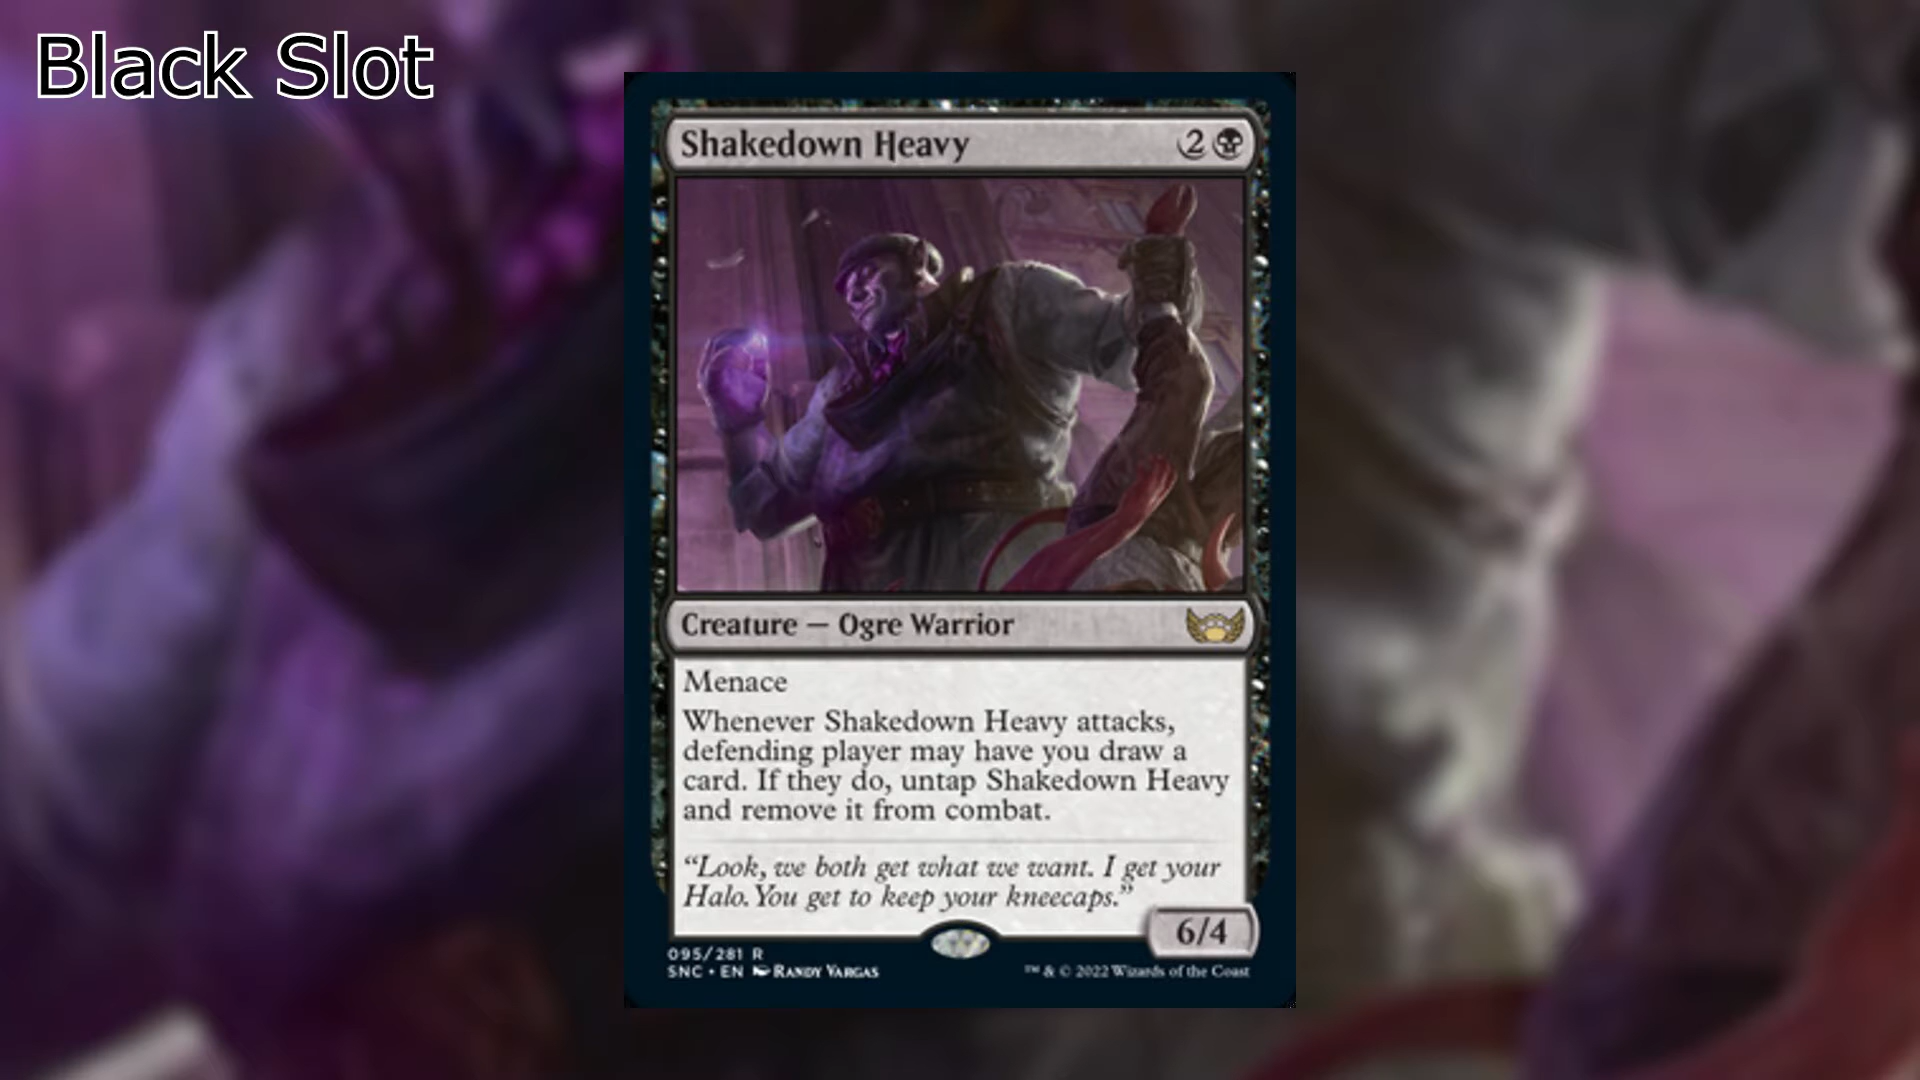 Black Slot
Shakedown Heavy 2
Creature — Ogre Warrior
Menace
Whenever Shakedown Heavy attacks,
defending player may have you draw a
card. If they do, untap Shakedown Heavy
and remove it from combat.
“Look, we both get what we want. I get your
Halo. You get to keep your kneecaps.”
6/4
095/281 R
SNC • EN Randy Vargas
™ & © 2022 Wizards of the Coast